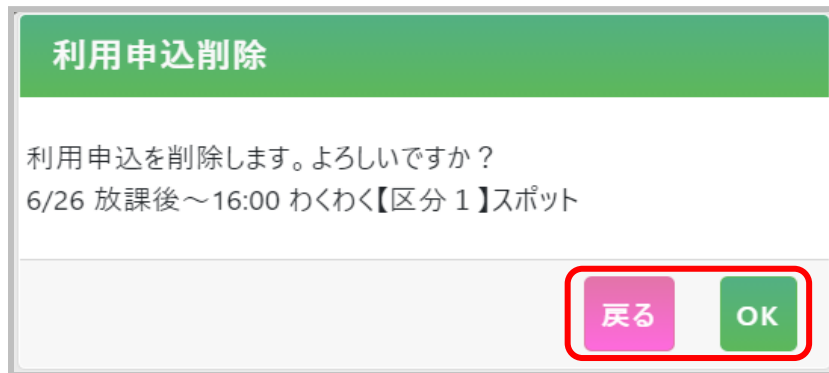 利用申込削除
利用申込を削除します。よろしいですか？
6/26 放課後～16:00 わくわく【区分１】スポット
戻る OK